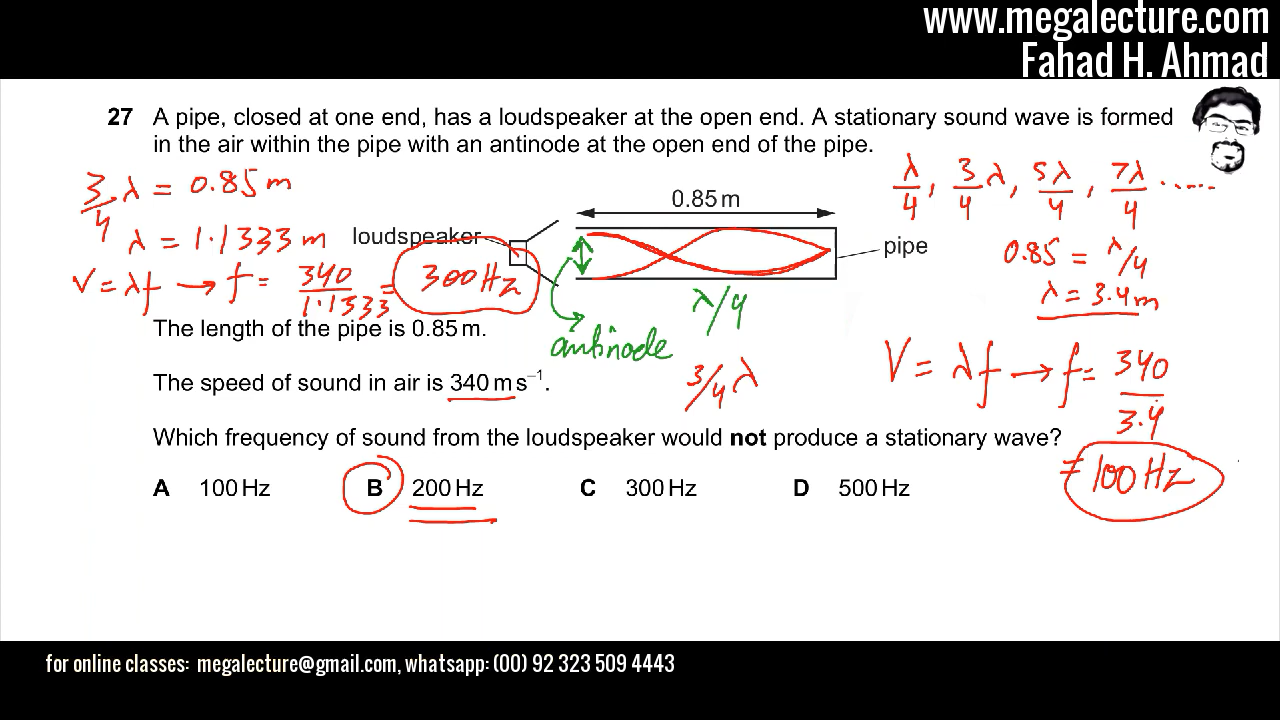 www.megalecture.com
Fahad H. Ahmad
27 A pipe, closed at one end, has a loudspeaker at the open end. A stationary sound wave is formed
in the air within the pipe with an antinode at the open end of the pipe.
3/4 λ = 0.85 m
λ/4, 3/4 λ, 5λ/4, 7λ/4 ......
0.85 m
λ = 1.1333 m
loudspeaker
pipe
0.85 = λ/4
V = λf → f = 340/1.1333 = 300 Hz
λ/4
λ = 3.4 m
The length of the pipe is 0.85 m.
antinode
3/4 λ
V = λf → f = 340/3.4
The speed of sound in air is 340 m s⁻¹.
Which frequency of sound from the loudspeaker would not produce a stationary wave?
= 100 Hz
A 100 Hz B 200 Hz C 300 Hz D 500 Hz
for online classes: megalecture@gmail.com, whatsapp: (00) 92 323 509 4443